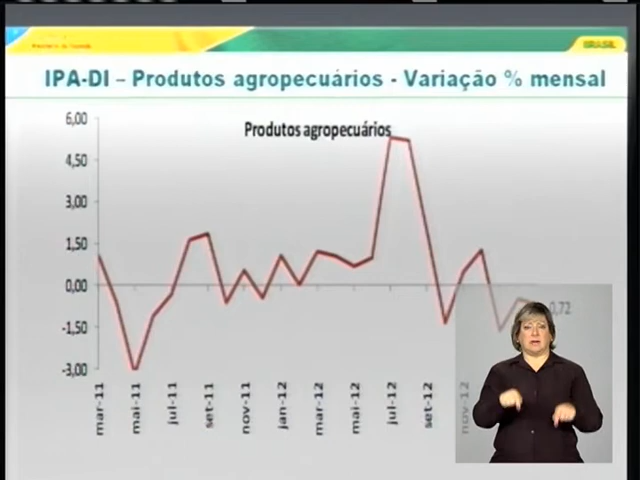 BRASIL
IPA-DI – Produtos agropecuários - Variação % mensal
Produtos agropecuários
6,00
4,50
3,00
1,50
0,00
-1,50
-3,00
0,72
mar-11
mai-11
jul-11
set-11
nov-11
jan-12
mar-12
mai-12
jul-12
set-12
nov-12